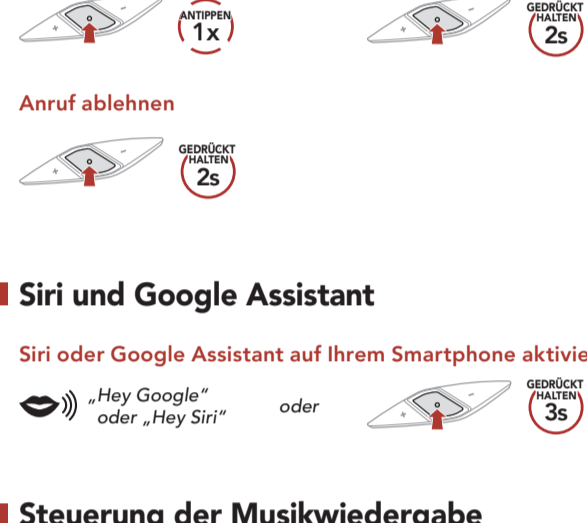 ANTIPPEN
1x
GEDRÜCKT
HALTEN
2s
Anruf ablehnen
GEDRÜCKT
HALTEN
2s
Siri und Google Assistant
Siri oder Google Assistant auf Ihrem Smartphone
„Hey Google“
oder „Hey Siri“
oder
GEDRÜCKT
HALTEN
3s
Steuerung der Musikwiedergabe